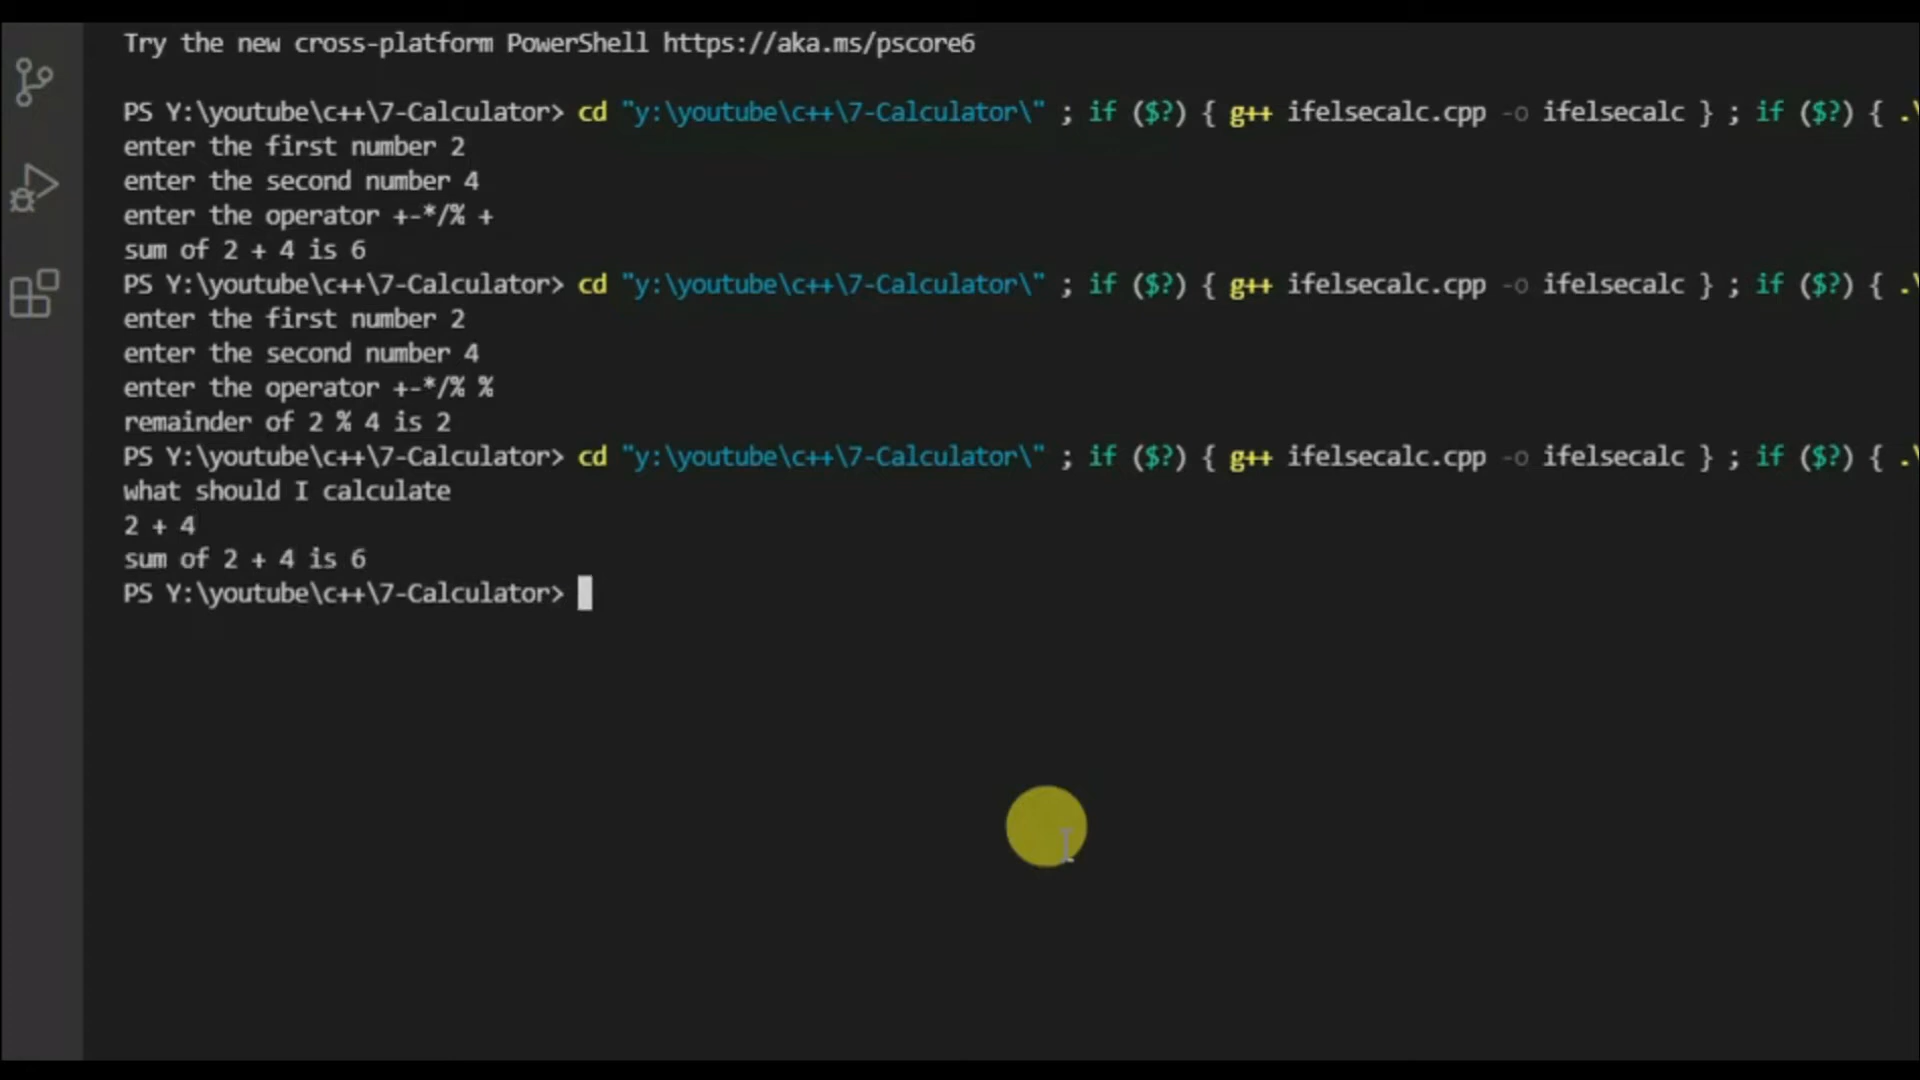 Try the new cross-platform PowerShell https://aka.ms/pscore6
PS Y:\youtube\c++\7-Calculator> cd "y:\youtube\c++\7-Calculator\" ; if ($?) { g++ ifelsecalc.cpp -o ifelsecalc } ; if ($?) { .\
enter the first number 2
enter the second number 4
enter the operator +-*/% +
sum of 2 + 4 is 6
PS Y:\youtube\c++\7-Calculator> cd "y:\youtube\c++\7-Calculator\" ; if ($?) { g++ ifelsecalc.cpp -o ifelsecalc } ; if ($?) { .\
enter the first number 2
enter the second number 4
enter the operator +-*/% %
remainder of 2 % 4 is 2
PS Y:\youtube\c++\7-Calculator> cd "y:\youtube\c++\7-Calculator\" ; if ($?) { g++ ifelsecalc.cpp -o ifelsecalc } ; if ($?) { .\
what should I calculate
2 + 4
sum of 2 + 4 is 6
PS Y:\youtube\c++\7-Calculator>